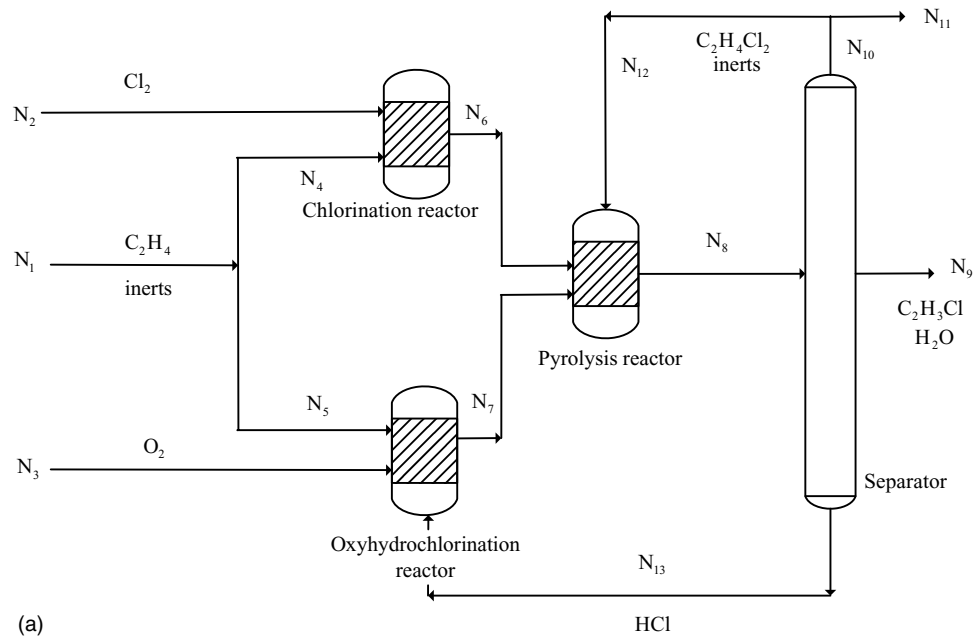 N₁₁
C₂H₄Cl₂
inerts
N₁₀
N₁₂
Cl₂
N₂
N₆
N₄
Chlorination reactor
C₂H₄
N₁
inerts
N₈
N₉
C₂H₃Cl
H₂O
Pyrolysis reactor
N₅
N₇
O₂
N₃
Separator
Oxyhydrochlorination
reactor
N₁₃
HCl
(a)